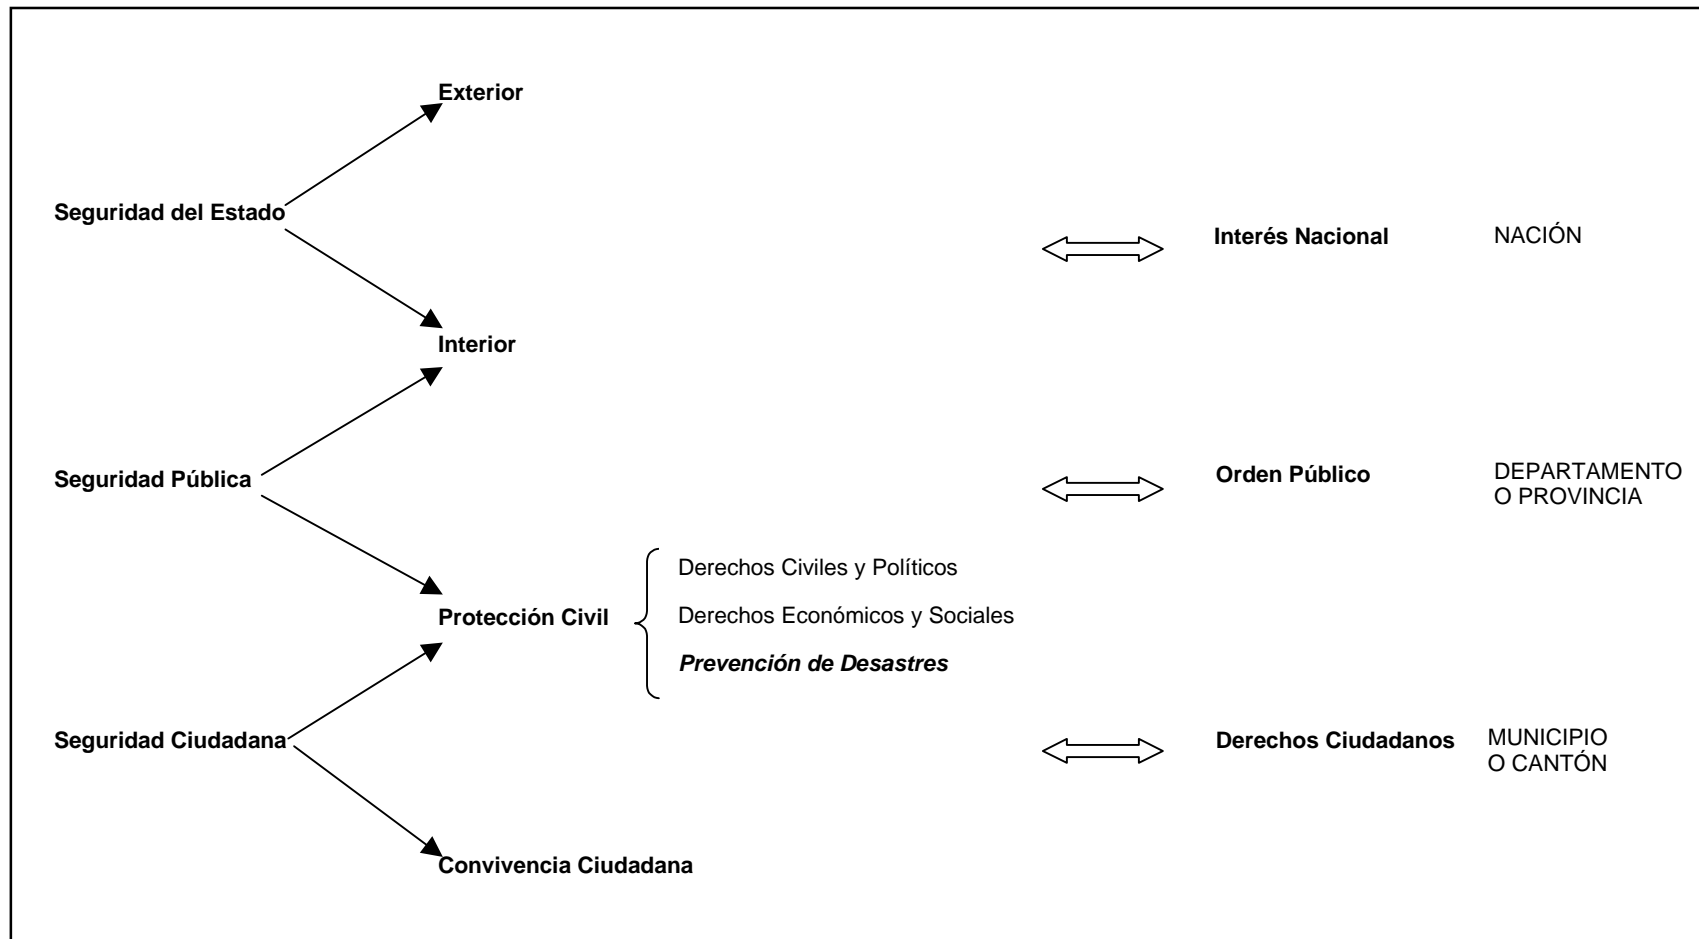 Exterior
Seguridad del Estado
Interés Nacional
NACIÓN
Interior
Seguridad Pública
Orden Público
DEPARTAMENTO
O PROVINCIA
Protección Civil
Derechos Civiles y Políticos
Derechos Económicos y Sociales
Prevención de Desastres
Seguridad Ciudadana
Derechos Ciudadanos
MUNICIPIO
O CANTÓN
Convivencia Ciudadana